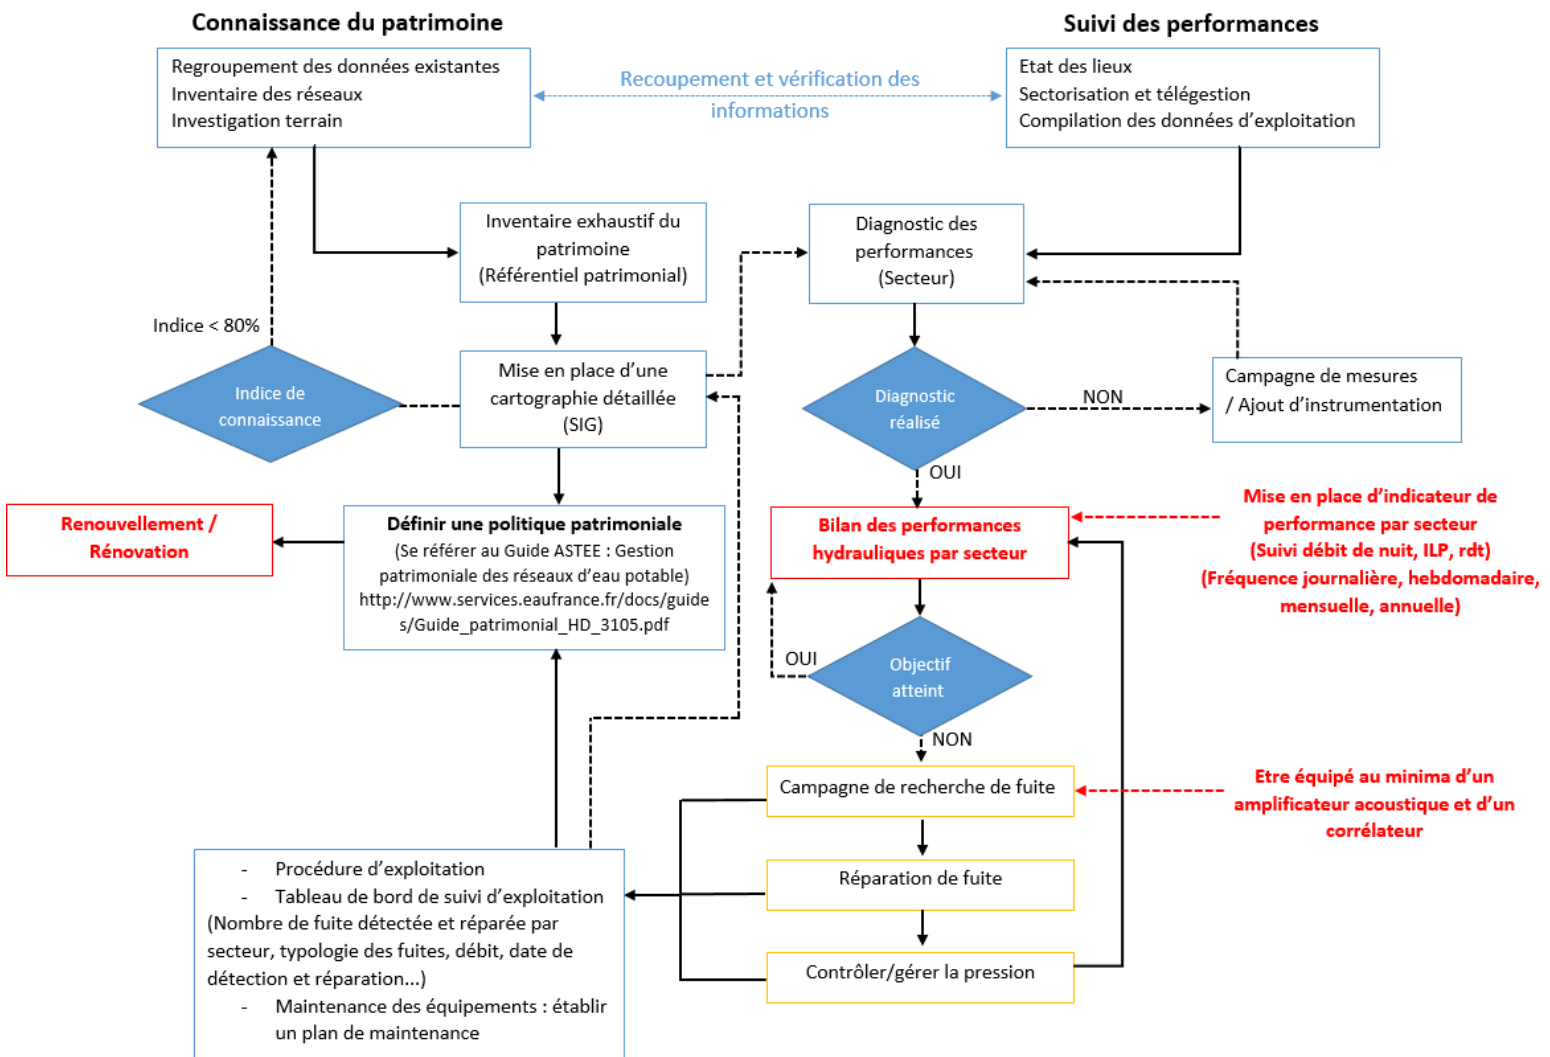 Connaissance du patrimoine
Suivi des performances
Regroupement des données existantes
Inventaire des réseaux
Investigation terrain
Recoupement et vérification des
informations
Etat des lieux
Sectorisation et télégestion
Compilation des données d'exploitation
Inventaire exhaustif du
patrimoine
(Référentiel patrimonial)
Diagnostic des
performances
(Secteur)
Indice < 80%
Indice de
connaissance
Mise en place d'une
cartographie détaillée
(SIG)
Diagnostic
réalisé
NON
Campagne de mesures
/ Ajout d'instrumentation
OUI
Renouvellement /
Rénovation
Définir une politique patrimoniale
(Se référer au Guide ASTEE : Gestion
patrimoniale des réseaux d'eau potable)
http://www.services.eaufrance.fr/docs/guide
s/Guide_patrimonial_HD_3105.pdf
Bilan des performances
hydrauliques par secteur
Mise en place d'indicateur de
performance par secteur
(Suivi débit de nuit, ILP, rdt)
(Fréquence journalière, hebdomadaire,
mensuelle, annuelle)
OUI
Objectif
atteint
NON
Campagne de recherche de fuite
Etre équipé au minima d'un
amplificateur acoustique et d'un
corrélateur
Réparation de fuite
Contrôler/gérer la pression
- Procédure d'exploitation
- Tableau de bord de suivi d'exploitation
(Nombre de fuite détectée et réparée par
secteur, typologie des fuites, débit, date de
détection et réparation...)
- Maintenance des équipements : établir
un plan de maintenance